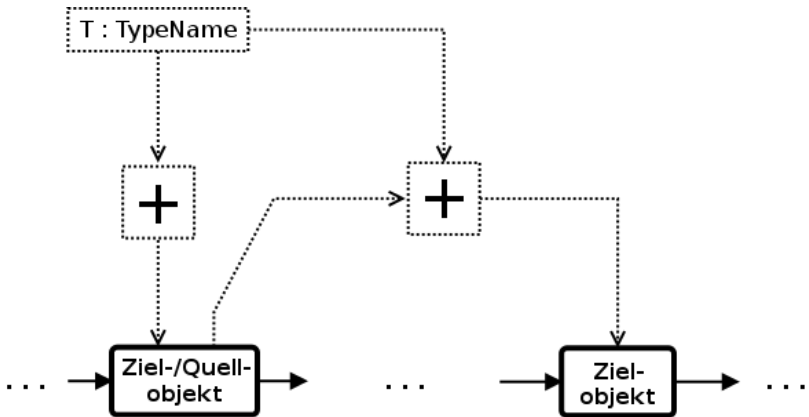 T : TypeName
+
+
Ziel-/Quell-
objekt
Ziel-
objekt
. . .
. . .
. . .